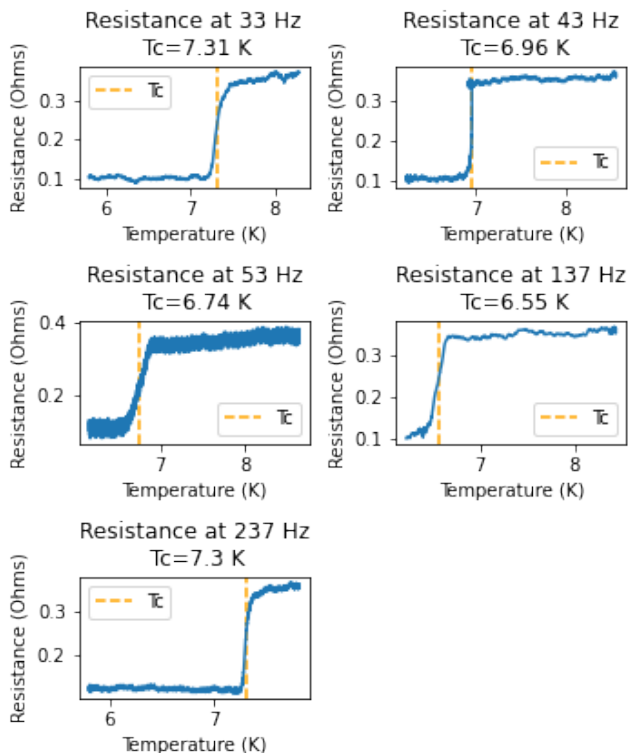 Resistance at 33 Hz
Tc=7.31 K
Resistance (Ohms)
0.3
0.2
0.1
Tc
6
7
8
Temperature (K)
Resistance at 43 Hz
Tc=6.96 K
Resistance (Ohms)
0.3
0.2
0.1
Tc
7
8
Temperature (K)
Resistance at 53 Hz
Tc=6.74 K
Resistance (Ohms)
0.4
0.2
Tc
7
8
Temperature (K)
Resistance at 137 Hz
Tc=6.55 K
Resistance (Ohms)
0.3
0.2
0.1
Tc
7
8
Temperature (K)
Resistance at 237 Hz
Tc=7.3 K
Resistance (Ohms)
0.3
0.2
Tc
6
7
Temperature (K)